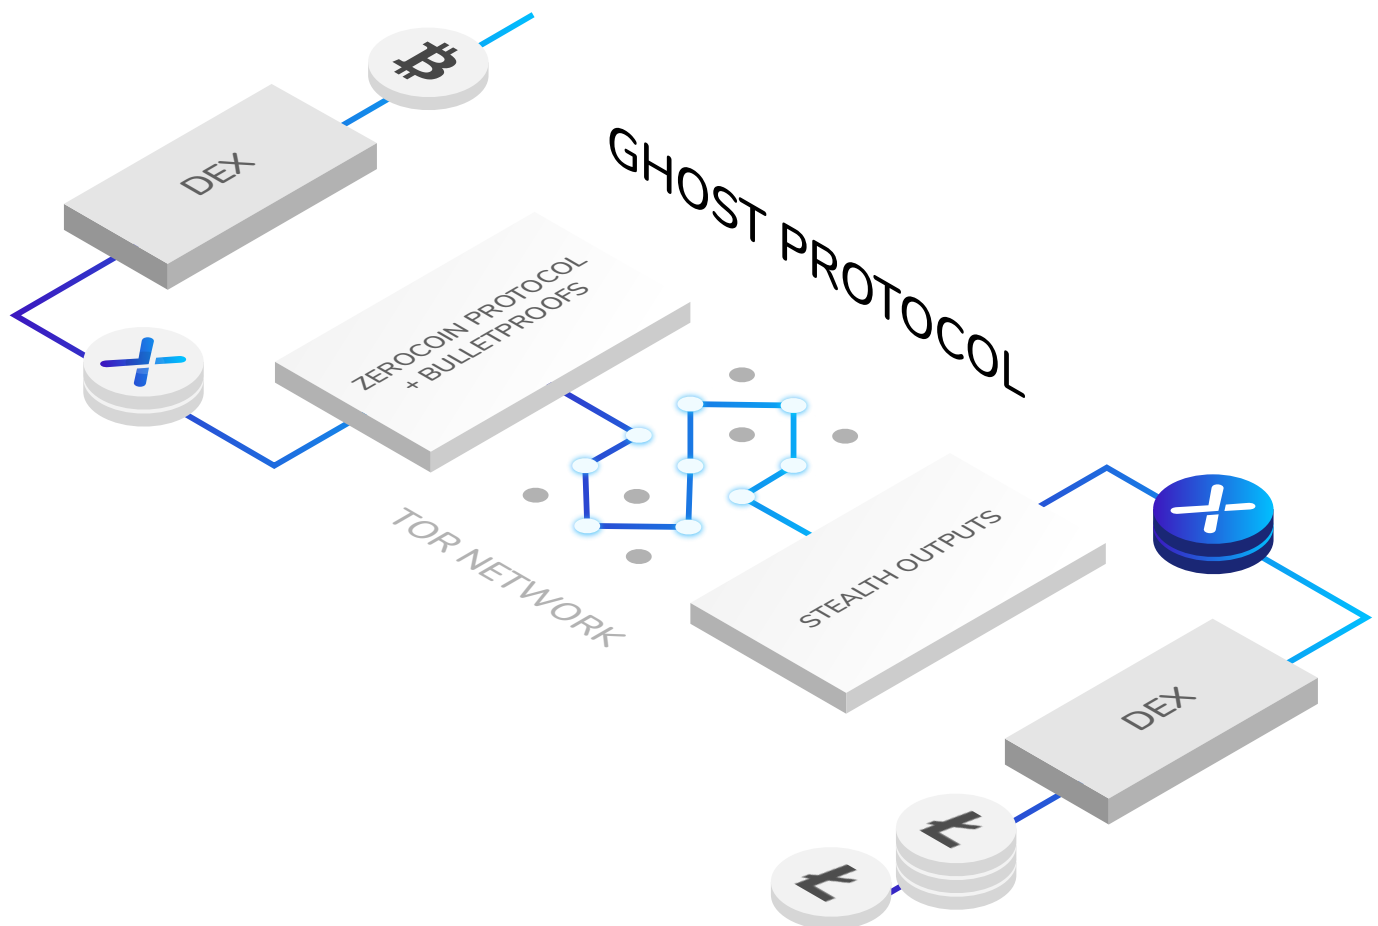 DEX
GHOST PROTOCOL
ZEROCOIN PROTOCOL
+ BULLETPROOFS
TOR NETWORK
STEALTH OUTPUTS
DEX